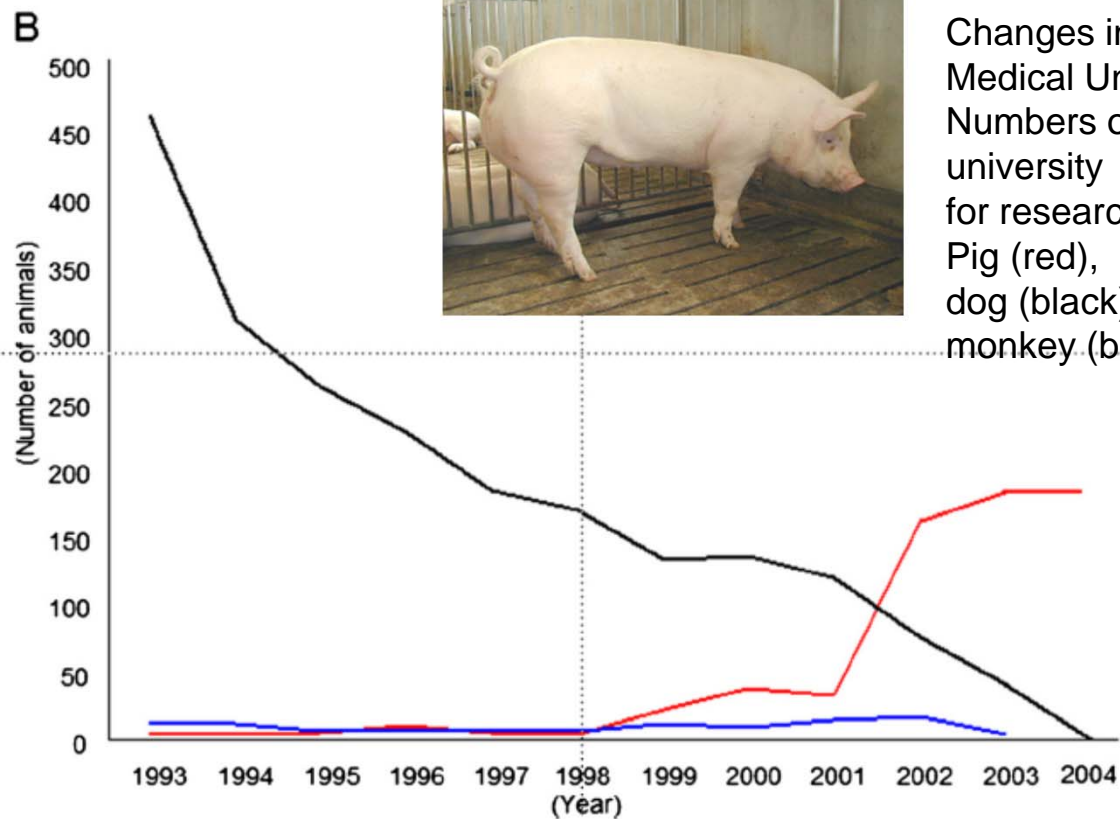 B
Changes in
Medical Un
Numbers o
university
for researc
Pig (red),
dog (black)
monkey (b
(Number of animals)
500
450
400
350
300
250
200
150
100
50
0
1993 1994 1995 1996 1997 1998 1999 2000 2001 2002 2003 2004
(Year)